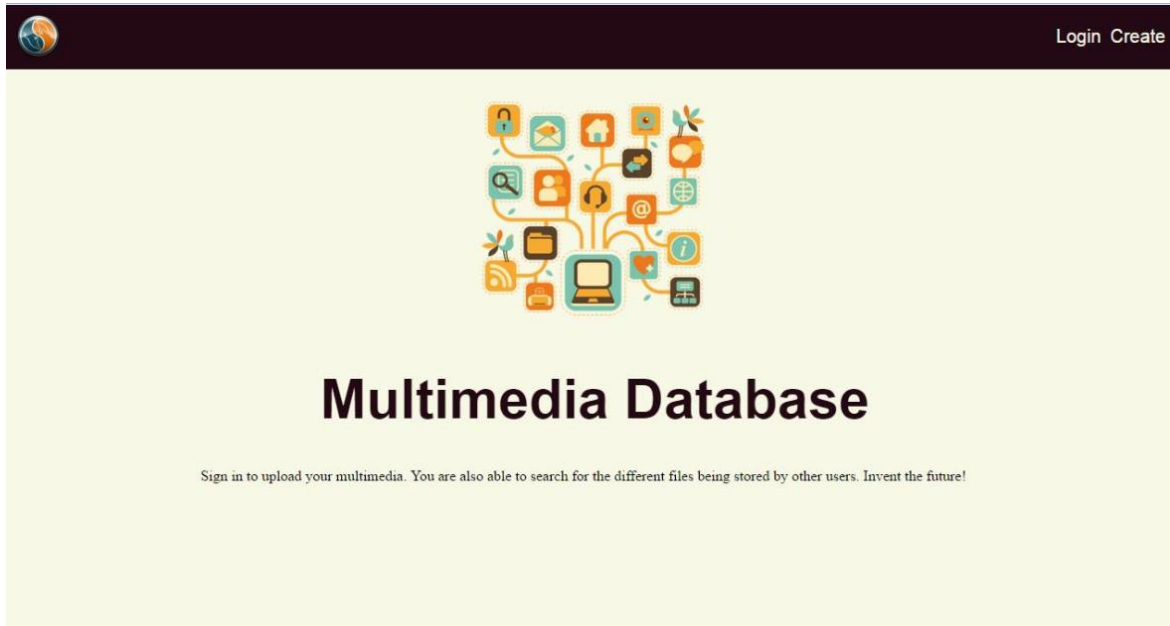 Login Create
@
i
Multimedia Database
Sign in to upload your multimedia. You are also able to search for the different files being stored by other users. Invent the future!